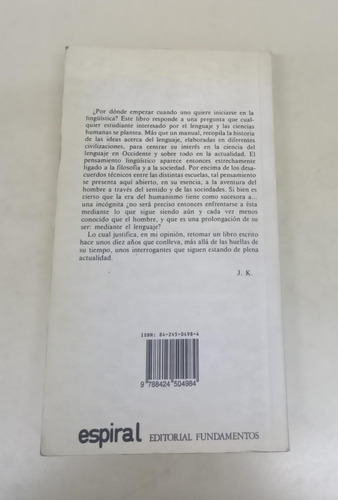 ¿Por dónde empezar cuando uno quiere iniciarse en la
lingüística? Este libro responde a una pregunta que cual-
quier estudiante interesado por el lenguaje y las ciencias
humanas se plantea. Más que un manual, recopila la historia
de las ideas acerca del lenguaje, elaboradas en diferentes
civilizaciones, para centrar su interés en la ciencia del
lenguaje en Occidente y sobre todo en la actualidad. El
pensamiento lingüístico aparece entonces estrechamente
ligado a la filosofía y a la sociedad. Por encima de los desa-
cuerdos técnicos entre las distintas escuelas, tal pensamiento
se presenta aquí abierto, en su esencia, a la aventura del
hombre a través del sentido y de las sociedades. Si bien es
cierto que la era del humanismo tiene como sucesora a...
una incógnita ¿no será preciso entonces enfrentarse a ésta
mediante lo que sigue siendo aún y cada vez menos
conocido que el hombre, y que es una prolongación de su
ser: mediante el lenguaje?
Lo cual justifica, en mi opinión, retomar un libro escrito
hace unos diez años que conlleva, más allá de las huellas de
su tiempo, unos interrogantes que siguen estando de plena
actualidad.
J. K.
ISBN: 84-245-0498-4
9 788424 504984
espiral EDITORIAL FUNDAMENTOS